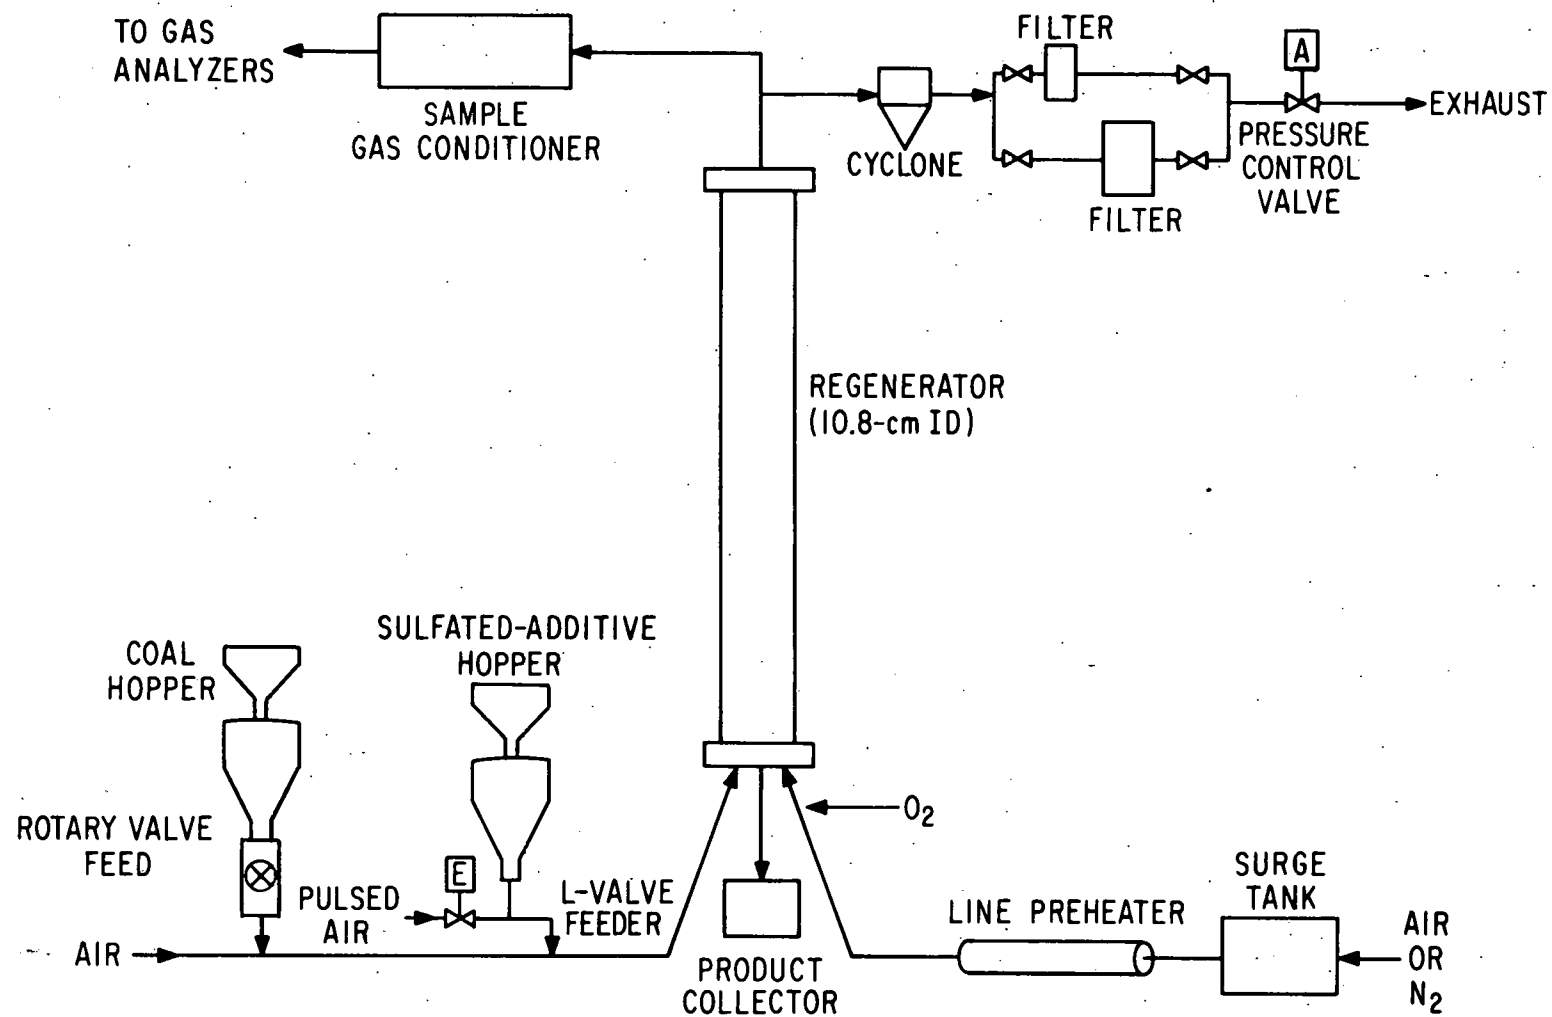 TO GAS
ANALYZERS
SAMPLE
GAS CONDITIONER
FILTER
A
EXHAUST
CYCLONE
PRESSURE
CONTROL
VALVE
FILTER
REGENERATOR
(10.8-cm ID)
SULFATED-ADDITIVE
HOPPER
COAL
HOPPER
ROTARY VALVE
FEED
E
PULSED
AIR
L-VALVE
FEEDER
AIR
O2
PRODUCT
COLLECTOR
LINE PREHEATER
SURGE
TANK
AIR
OR
N2